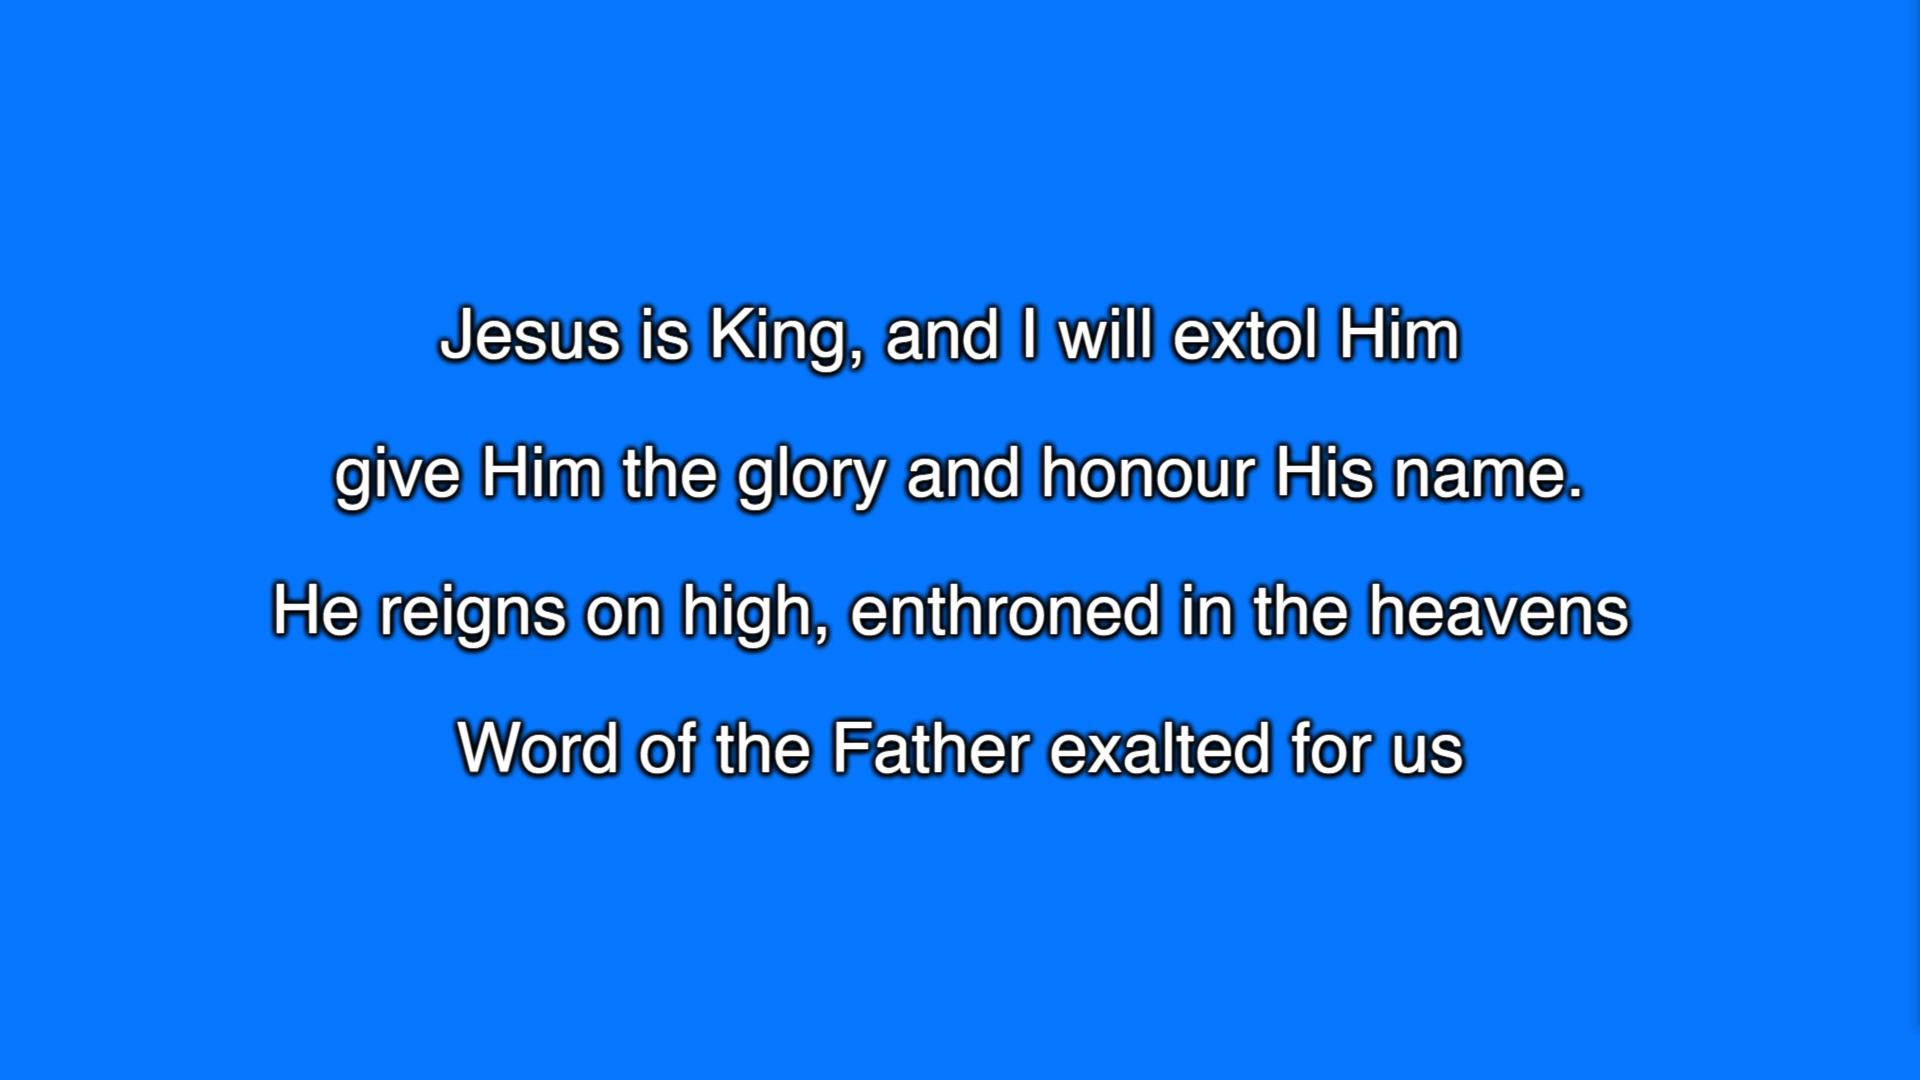 Jesus is King, and I will extol Him
give Him the glory and honour His name.
He reigns on high, enthroned in the heavens
Word of the Father exalted for us